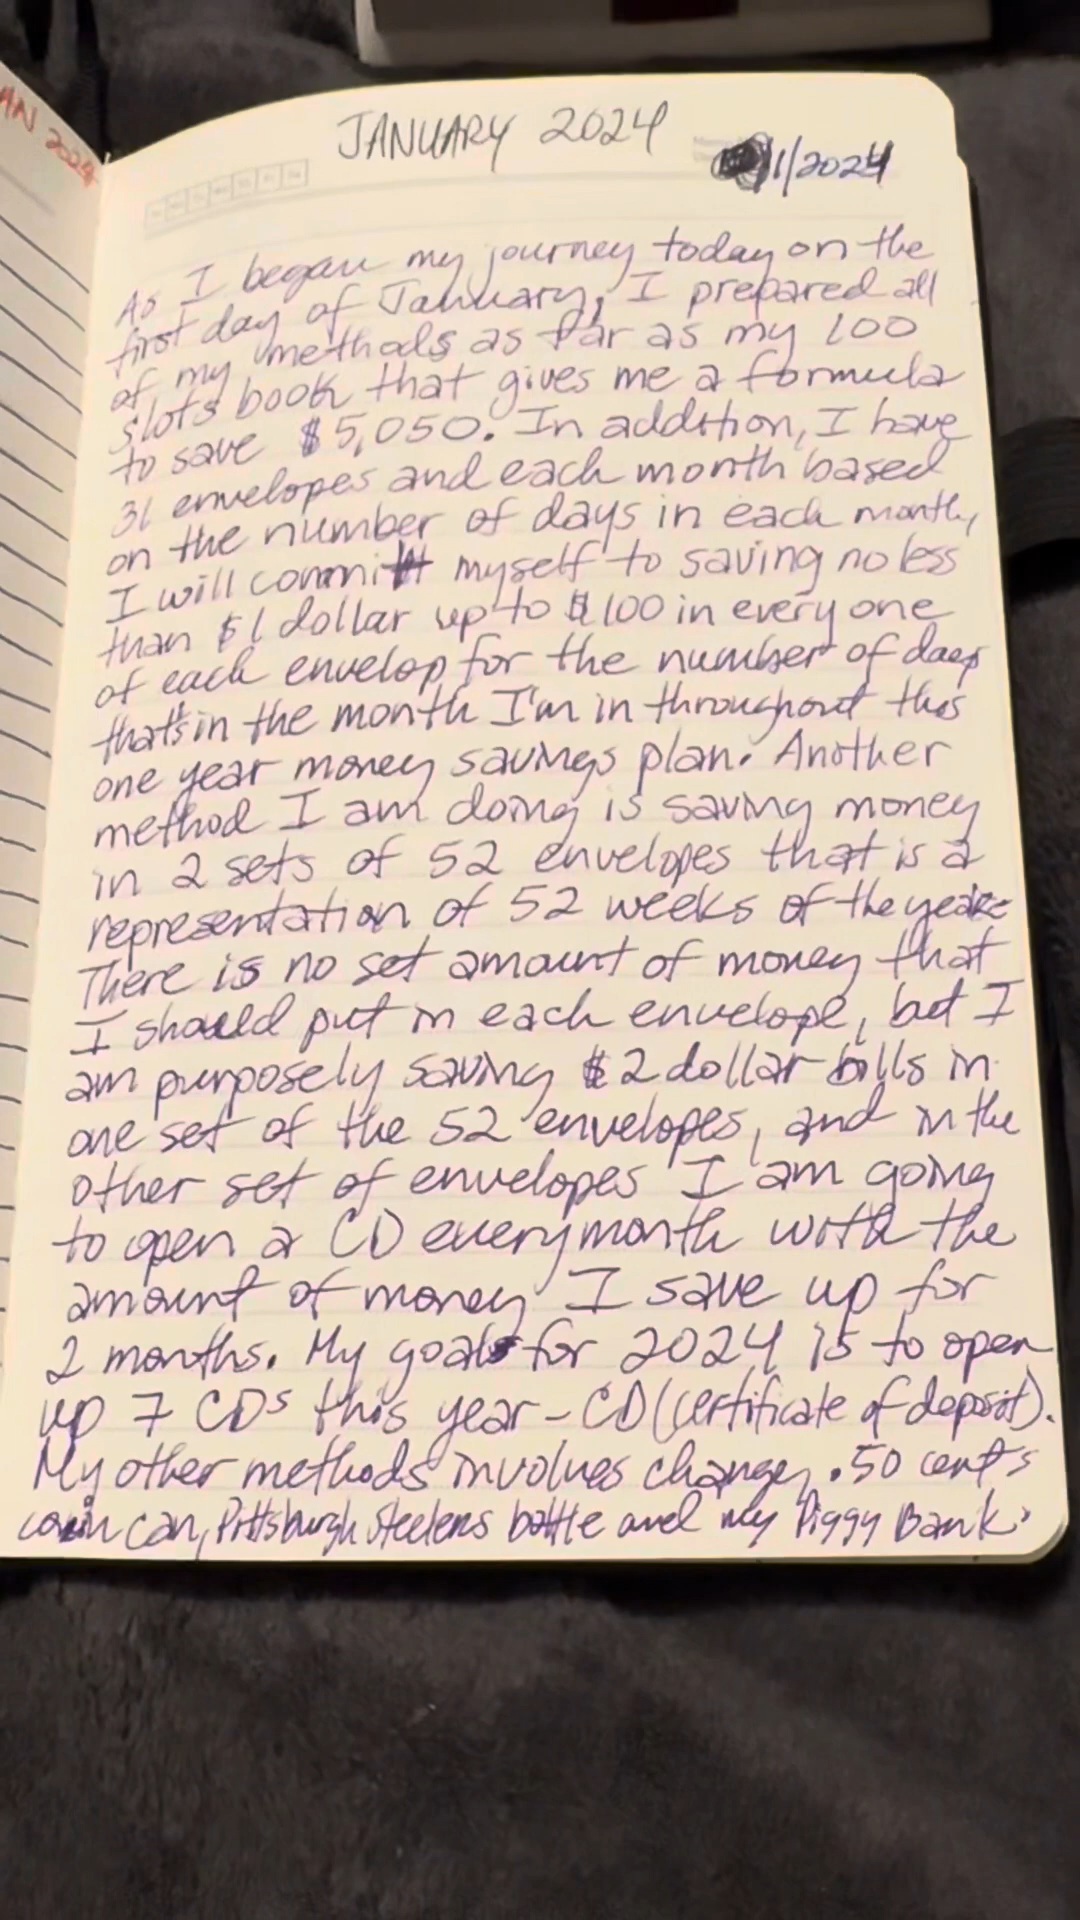 JAN 2024
JANUARY 2024
1/2024
As I began my journey today on the
first day of January, I prepared all
of my methods as far as my 100
slots book that gives me a formula
to save $5,050. In addition, I have
31 envelopes and each month based
on the number of days in each month,
I will commit myself to saving no less
than $1 dollar up to $100 in every one
of each envelop for the number of days
that's in the month I'm in throughout this
one year money savings plan. Another
method I am doing is saving money
in 2 sets of 52 envelopes that is a
representation of 52 weeks of the year.
There is no set amount of money that
I should put in each envelope, but I
am purposely saving $2 dollar bills in
one set of the 52 envelopes, and in the
other set of envelopes I am going
to open a CD every month with the
amount of money I save up for
2 months. My goals for 2024 is to open
up 7 CDs this year - CD (certificate of deposit).
My other methods involves change, .50 cent's
coin can, Pittsburgh Steelers bottle and my Piggy Bank.